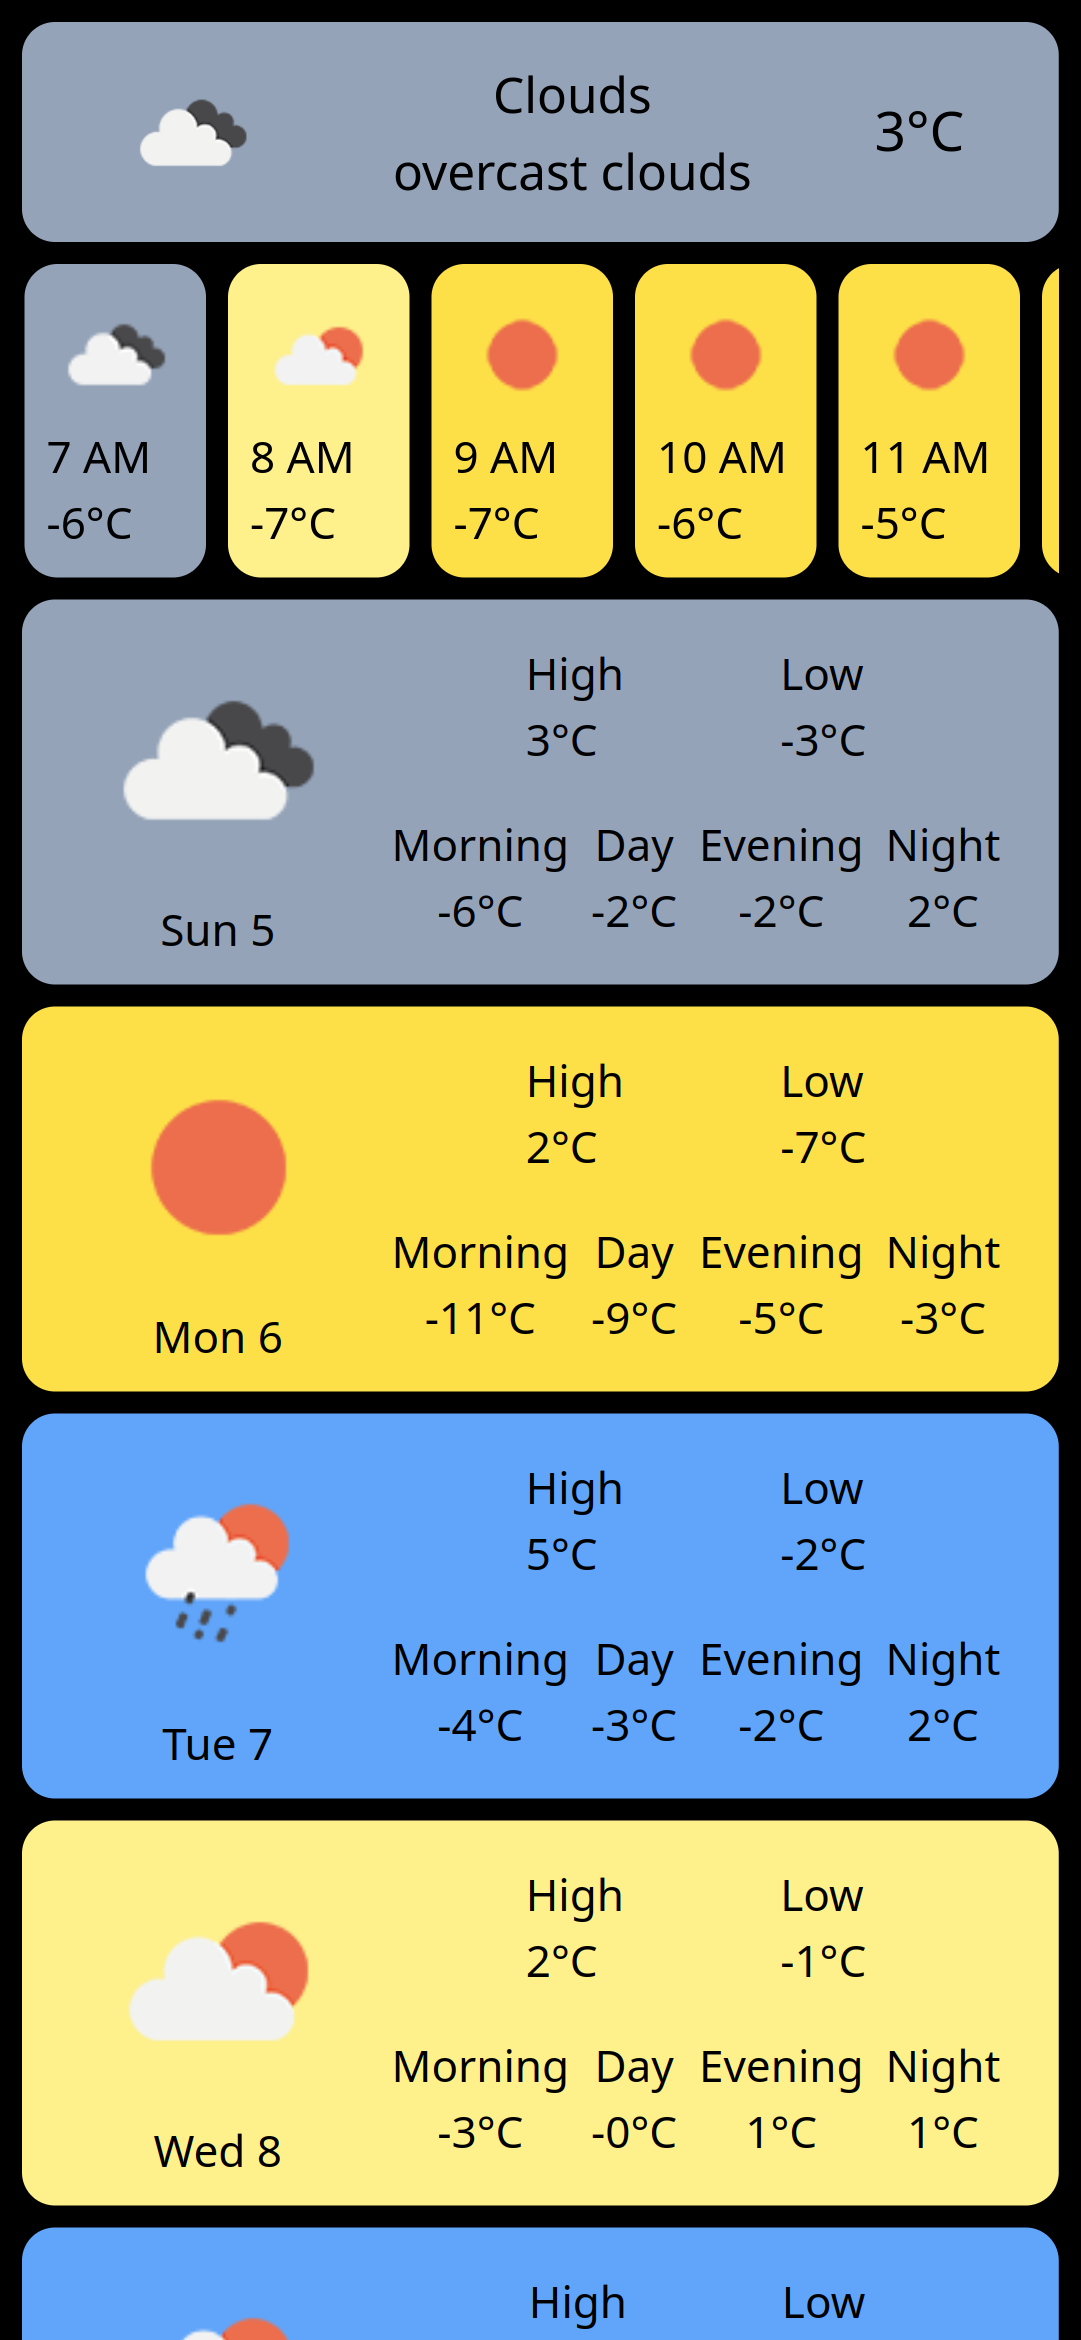 Clouds
overcast clouds
3°C
7 AM
-6°C
8 AM
-7°C
9 AM
-7°C
10 AM
-6°C
11 AM
-5°C
High Low
3°C -3°C
Morning Day Evening Night
-6°C -2°C -2°C 2°C
Sun 5
High Low
2°C -7°C
Morning Day Evening Night
-11°C -9°C -5°C -3°C
Mon 6
High Low
5°C -2°C
Morning Day Evening Night
-4°C -3°C -2°C 2°C
Tue 7
High Low
2°C -1°C
Morning Day Evening Night
-3°C -0°C 1°C 1°C
Wed 8
High Low